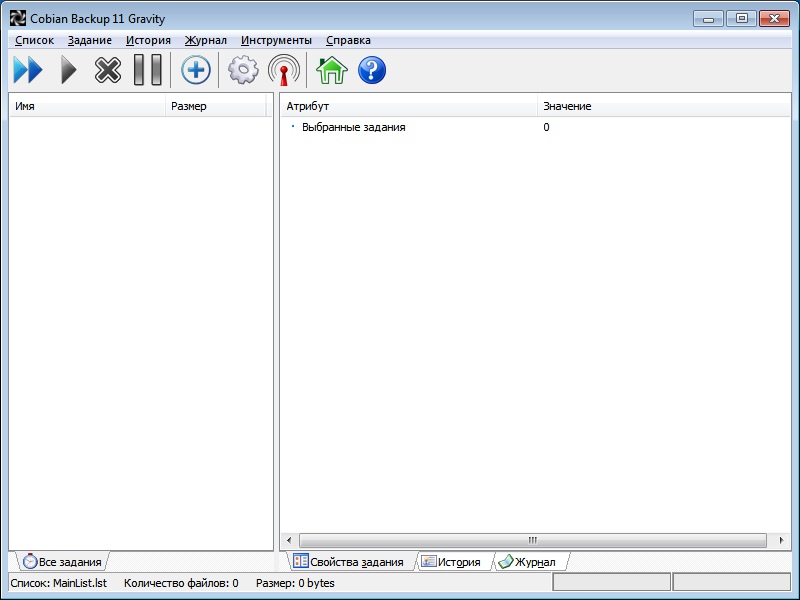 Cobian Backup 11 Gravity
Список Задание История Журнал Инструменты Справка
Имя Размер
Атрибут Значение
Выбранные задания 0
Все задания
Свойства задания История Журнал
Список: MainList.lst Количество файлов: 0 Размер: 0 bytes